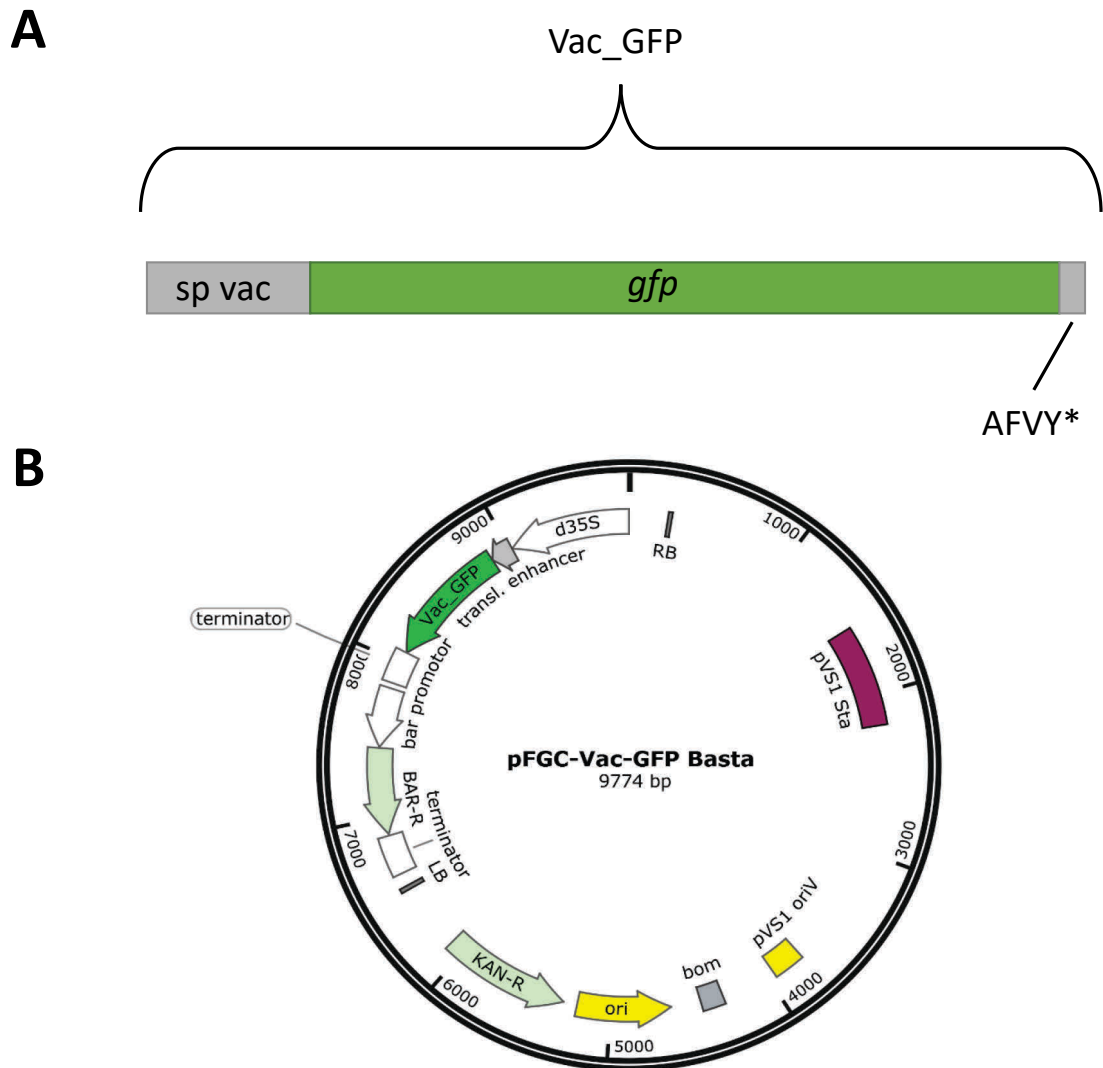 A
Vac_GFP
sp vac
gfp
AFVY*
B
9000
d35S
RB
1000
transl. enhancer
Vac_GFP
terminator
8000
bar promotor
pVS1 Sta
2000
pFGC-Vac-GFP Basta
9774 bp
BAR-R
terminator
7000
LB
3000
pVS1 oriV
KAN-R
bom
6000
ori
4000
5000